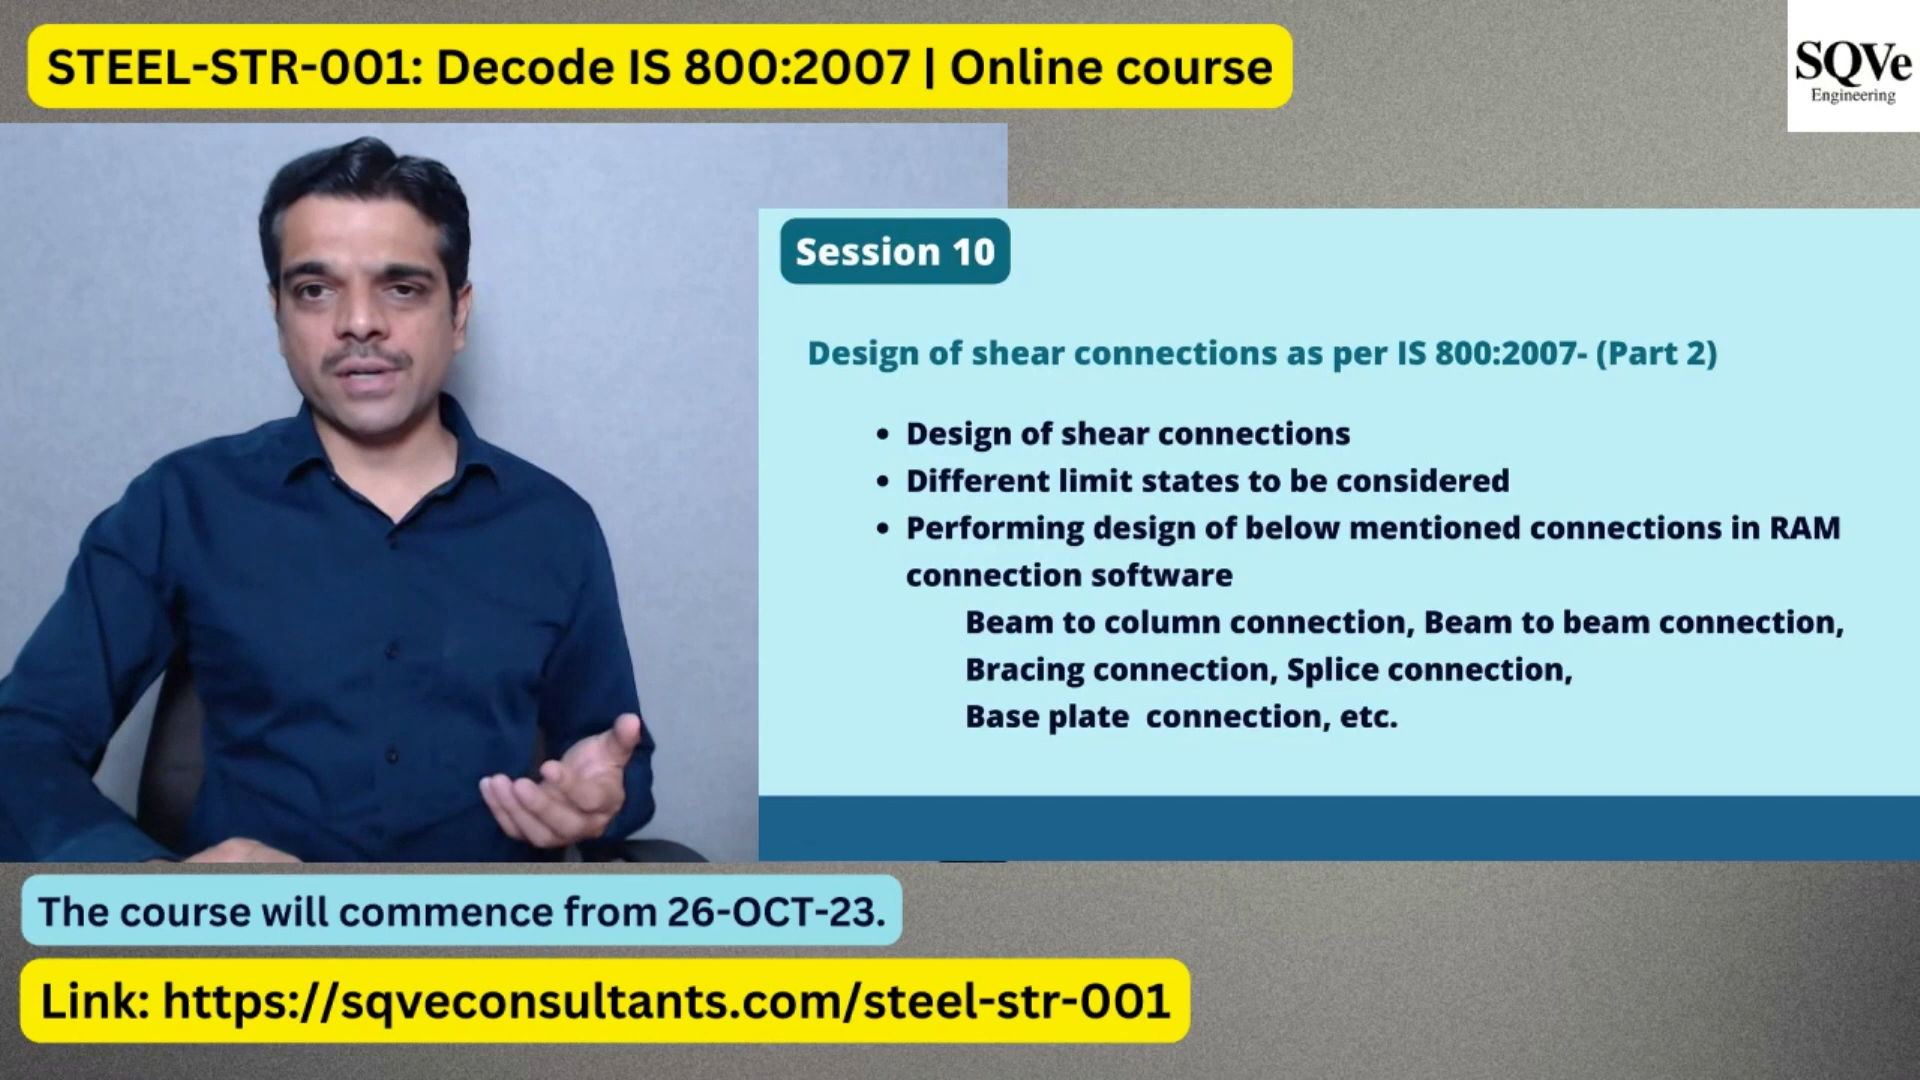 STEEL-STR-001: Decode IS 800:2007 | Online course
SQVe
Engineering
Session 10
Design of shear connections as per IS 800:2007- (Part 2)
• Design of shear connections
• Different limit states to be considered
• Performing design of below mentioned connections in RAM
connection software
Beam to column connection, Beam to beam connection,
Bracing connection, Splice connection,
Base plate connection, etc.
The course will commence from 26-OCT-23.
Link: https://sqveconsultants.com/steel-str-001